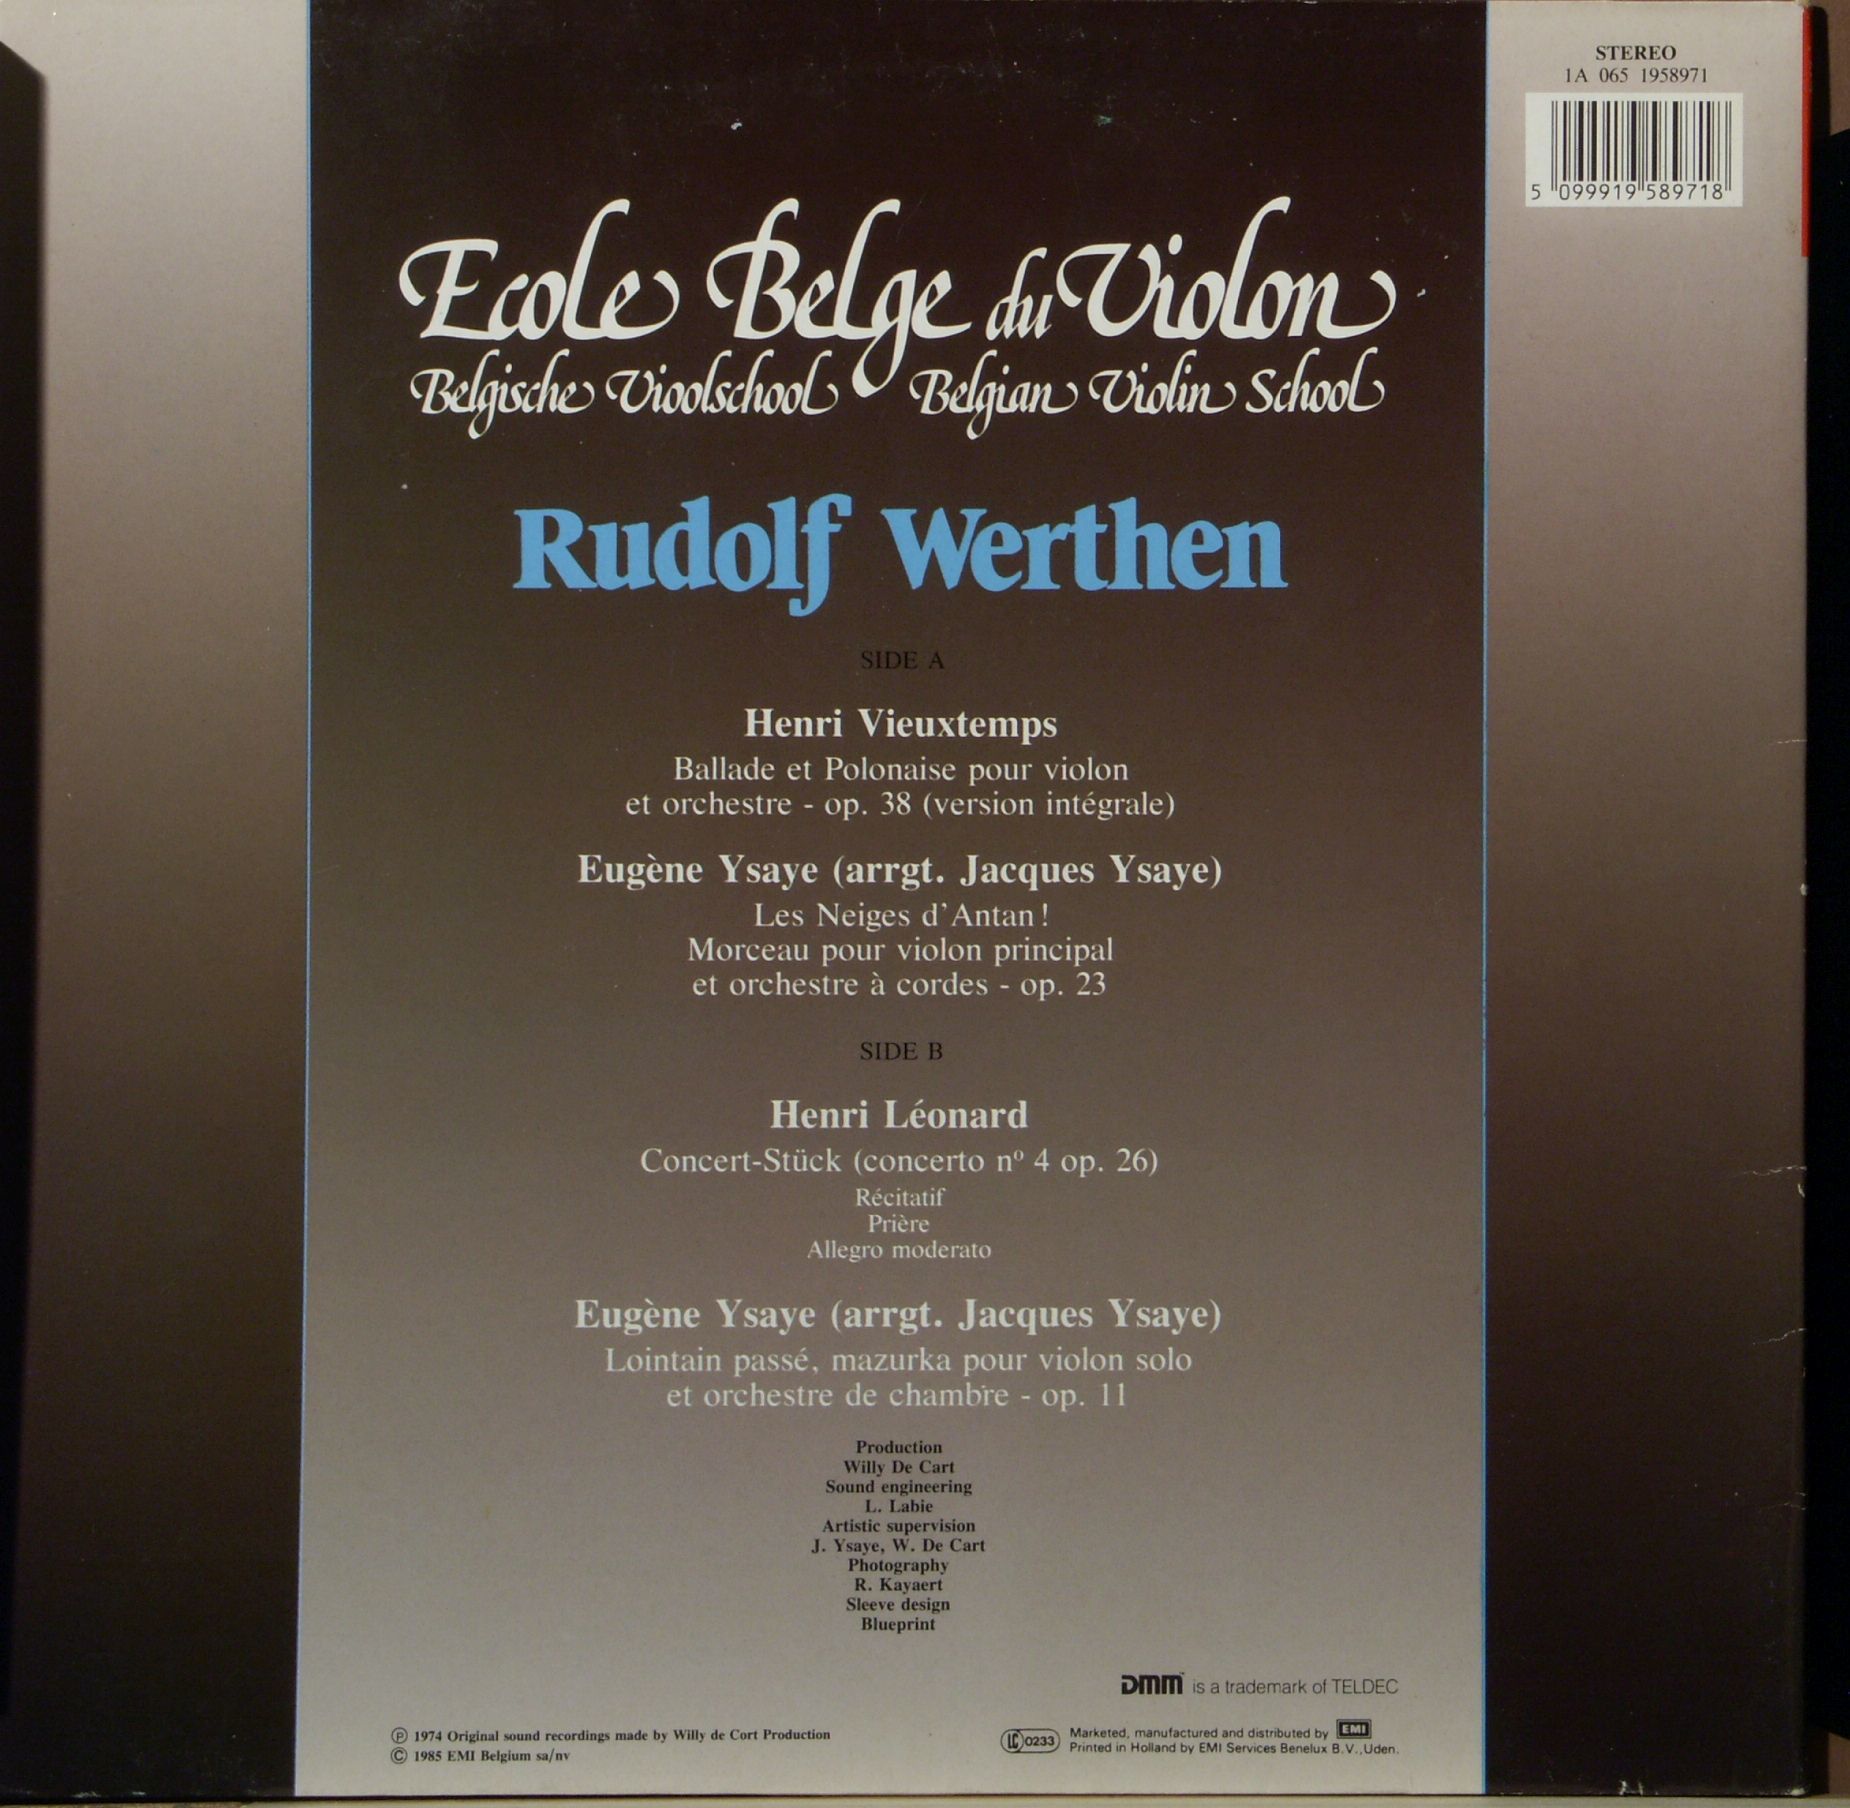 STEREO
1A 065 1958971
5 099919 589718
Ecole Belge du Violon
Belgische Vioolschool Belgian Violin School
Rudolf Werthen
SIDE A
Henri Vieuxtemps
Ballade et Polonaise pour violon
et orchestre - op. 38 (version intégrale)
Eugène Ysaye (arrgt. Jacques Ysaye)
Les Neiges d'Antan!
Morceau pour violon principal
et orchestre à cordes - op. 23
SIDE B
Henri Léonard
Concert-Stück (concerto nº 4 op. 26)
Récitatif
Prière
Allegro moderato
Eugène Ysaye (arrgt. Jacques Ysaye)
Lointain passé, mazurka pour violon solo
et orchestre de chambre - op. 11
Production
Willy De Cart
Sound engineering
L. Labie
Artistic supervision
J. Ysaye, W. De Cart
Photography
R. Kayaert
Sleeve design
Blueprint
DMM™ is a trademark of TELDEC
℗ 1974 Original sound recordings made by Willy de Cort Production
© 1985 EMI Belgium sa/nv
LC 0233
Marketed, manufactured and distributed by EMI
Printed in Holland by EMI Services Benelux B.V., Uden.